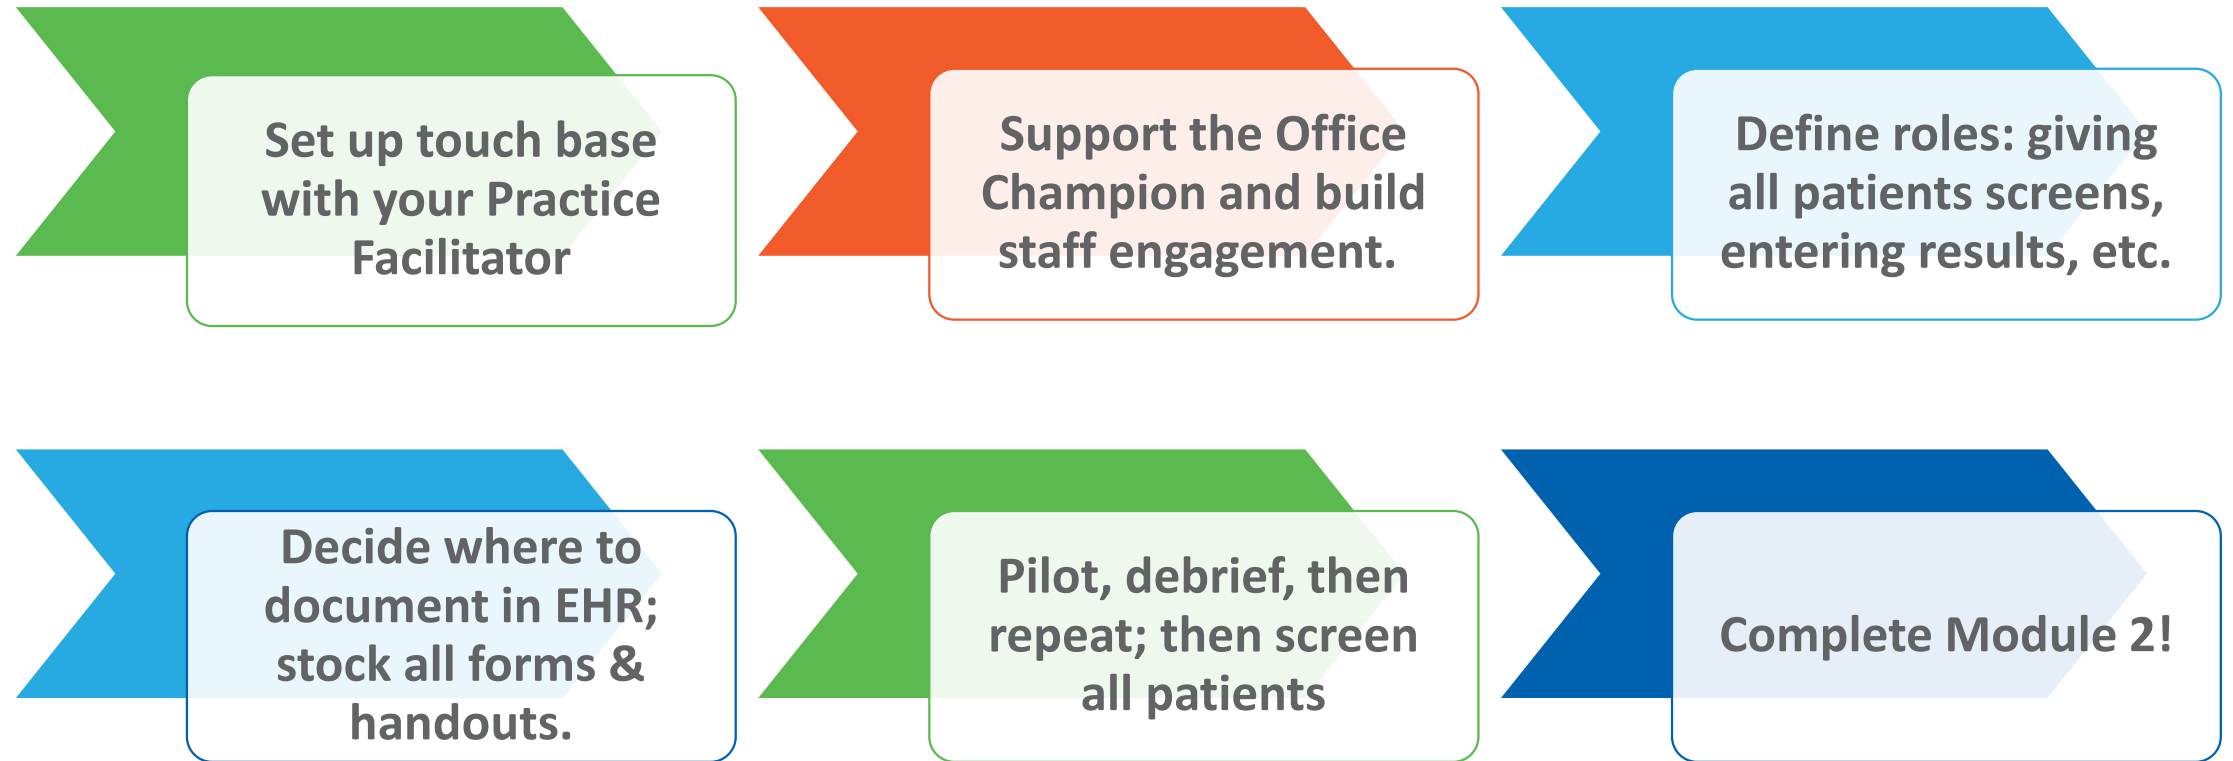 Set up touch base
with your Practice
Facilitator
Support the Office
Champion and build
staff engagement.
Define roles: giving
all patients screens,
entering results, etc.
Decide where to
document in EHR;
stock all forms &
handouts.
Pilot, debrief, then
repeat; then screen
all patients
Complete Module 2!